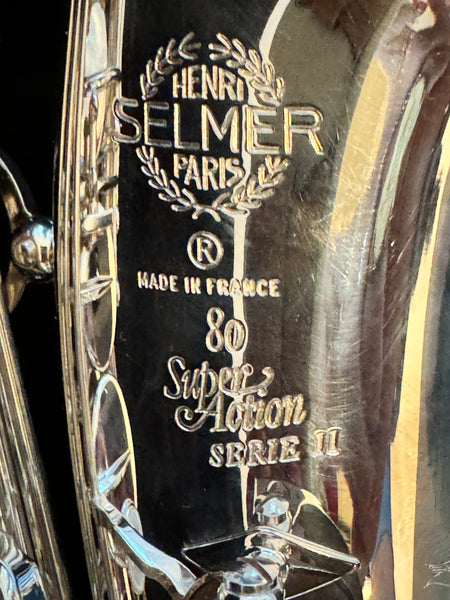 HENRI
SELMER
PARIS
®
MADE IN FRANCE
80
Super
Action
SERIE II